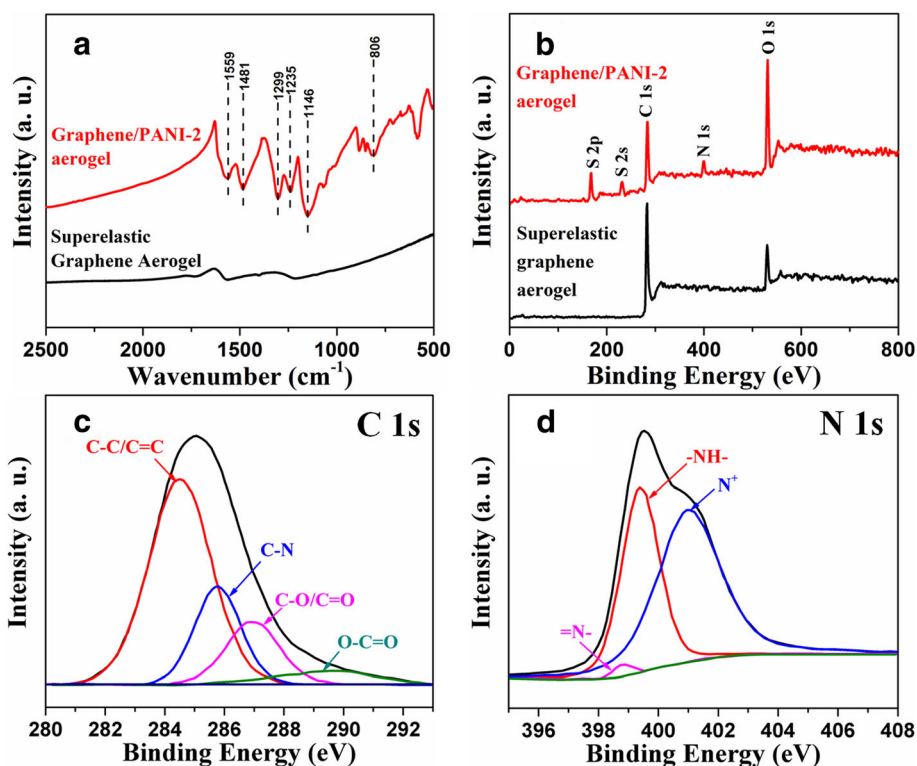 a
1559
1481
1299
1235
1146
806
Graphene/PANI-2
aerogel
Superelastic
Graphene Aerogel
Intensity (a. u.)
2500 2000 1500 1000 500
Wavenumber (cm⁻¹)
b
Graphene/PANI-2
aerogel
S 2p
S 2s
C 1s
N 1s
O 1s
Superelastic
graphene
aerogel
Intensity (a. u.)
0 200 400 600 800
Binding Energy (eV)
c
C 1s
C-C/C=C
C-N
C-O/C=O
O-C=O
Intensity (a. u.)
280 282 284 286 288 290 292
Binding Energy (eV)
d
N 1s
-NH-
N⁺
=N-
Intensity (a. u.)
396 398 400 402 404 406 408
Binding Energy (eV)